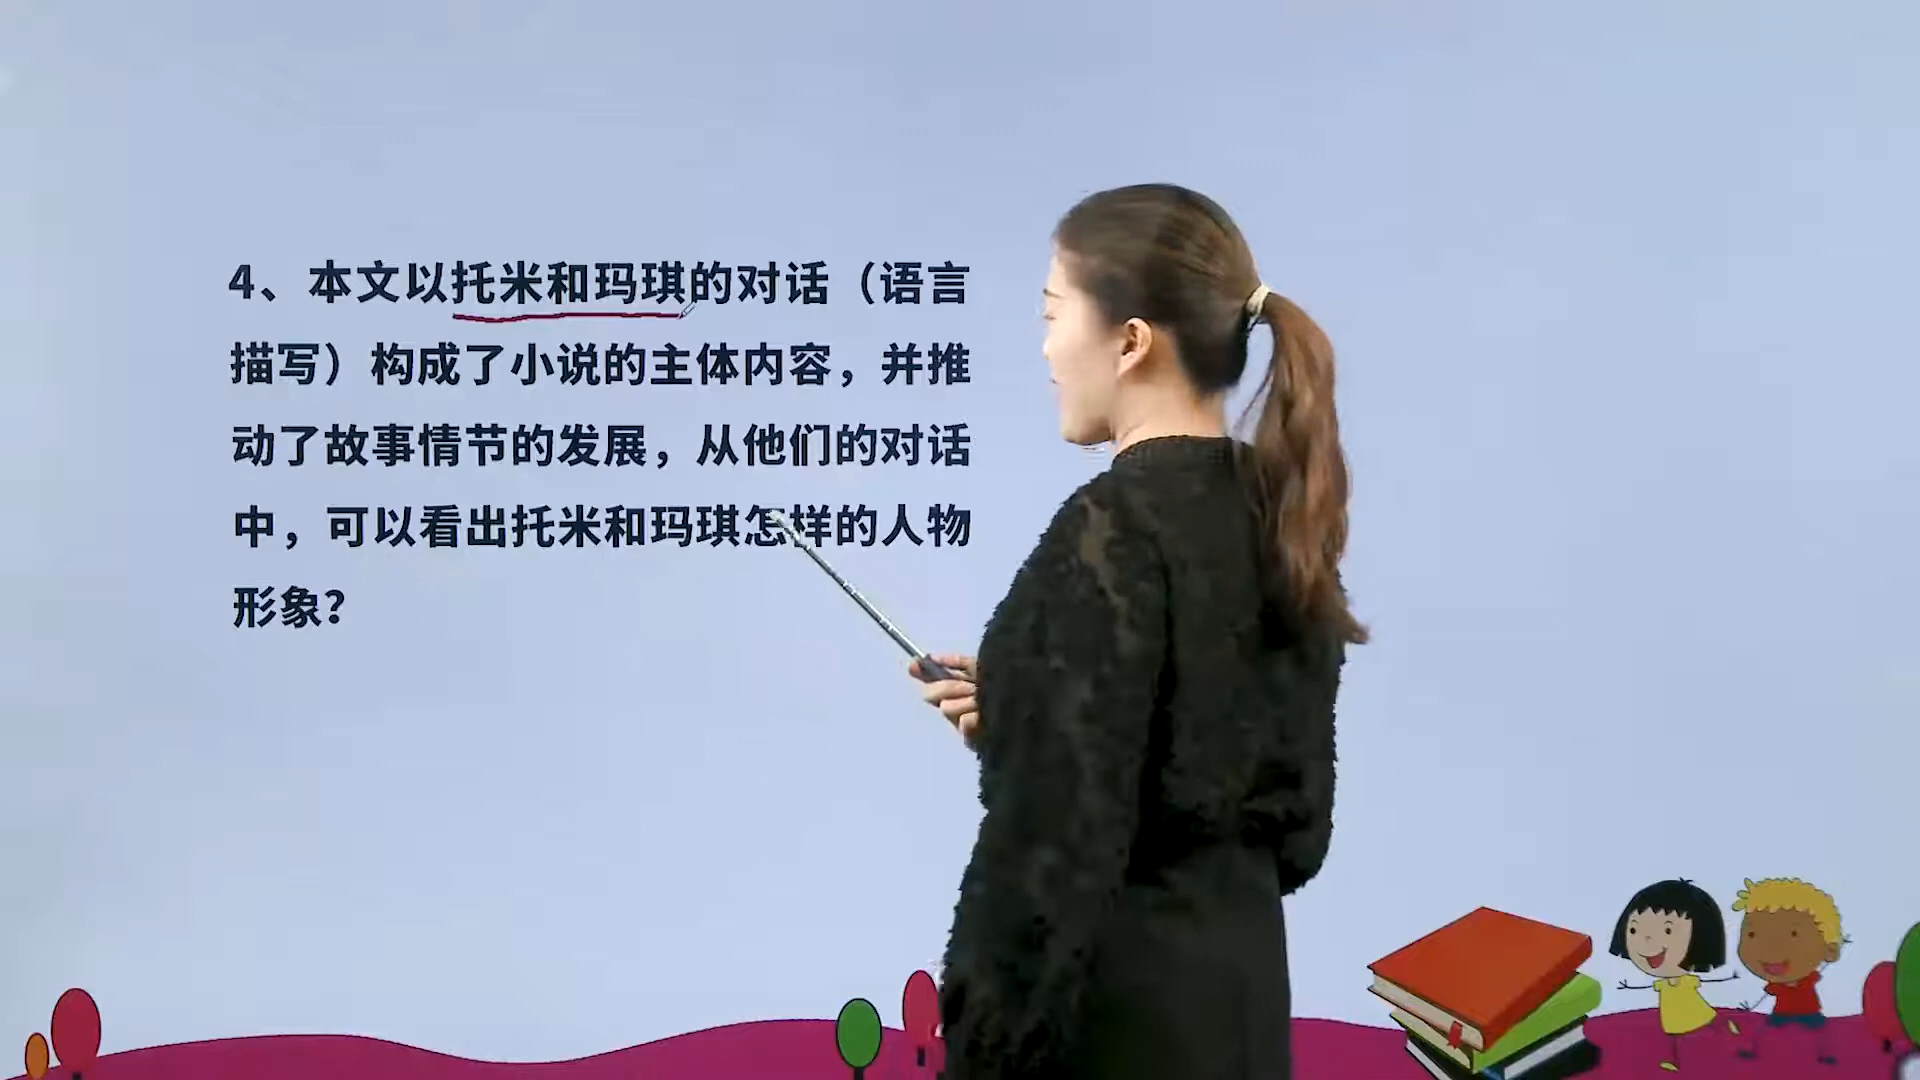 4、本文以托米和玛琪的对话（语言
描写）构成了小说的主体内容，并推
动了故事情节的发展，从他们的对话
中，可以看出托米和玛琪怎样的人物
形象？